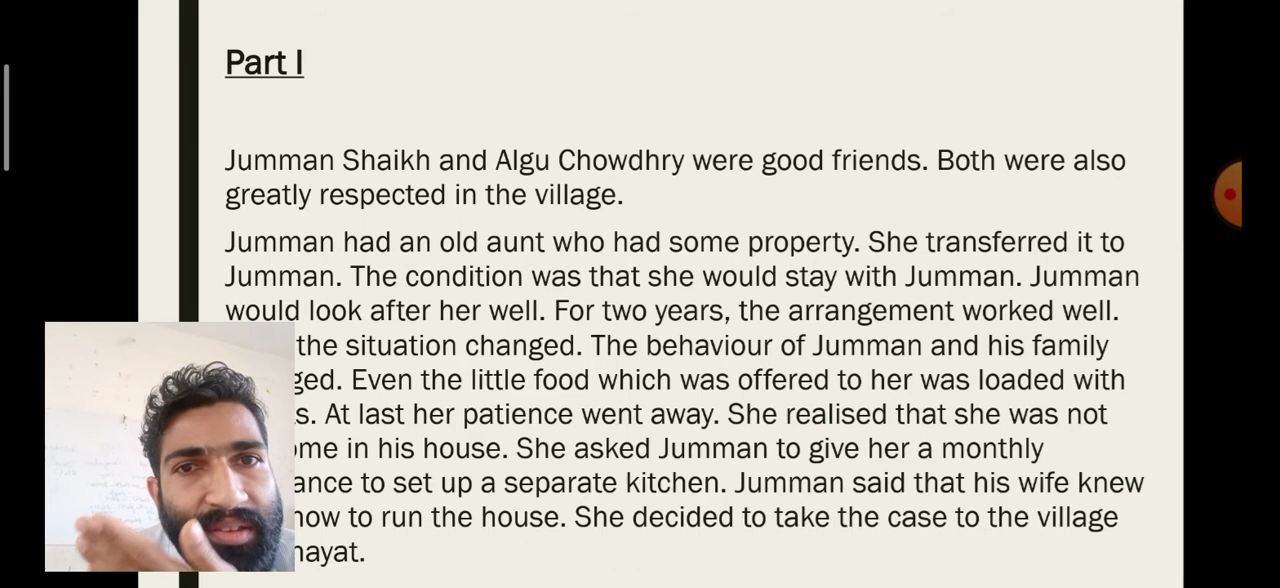 Part I
Jumman Shaikh and Algu Chowdhry were good friends. Both were also
greatly respected in the village.
Jumman had an old aunt who had some property. She transferred it to
Jumman. The condition was that she would stay with Jumman. Jumman
would look after her well. For two years, the arrangement worked well.
the situation changed. The behaviour of Jumman and his family
ged. Even the little food which was offered to her was loaded with
s. At last her patience went away. She realised that she was not
ome in his house. She asked Jumman to give her a monthly
ance to set up a separate kitchen. Jumman said that his wife knew
how to run the house. She decided to take the case to the village
hayat.